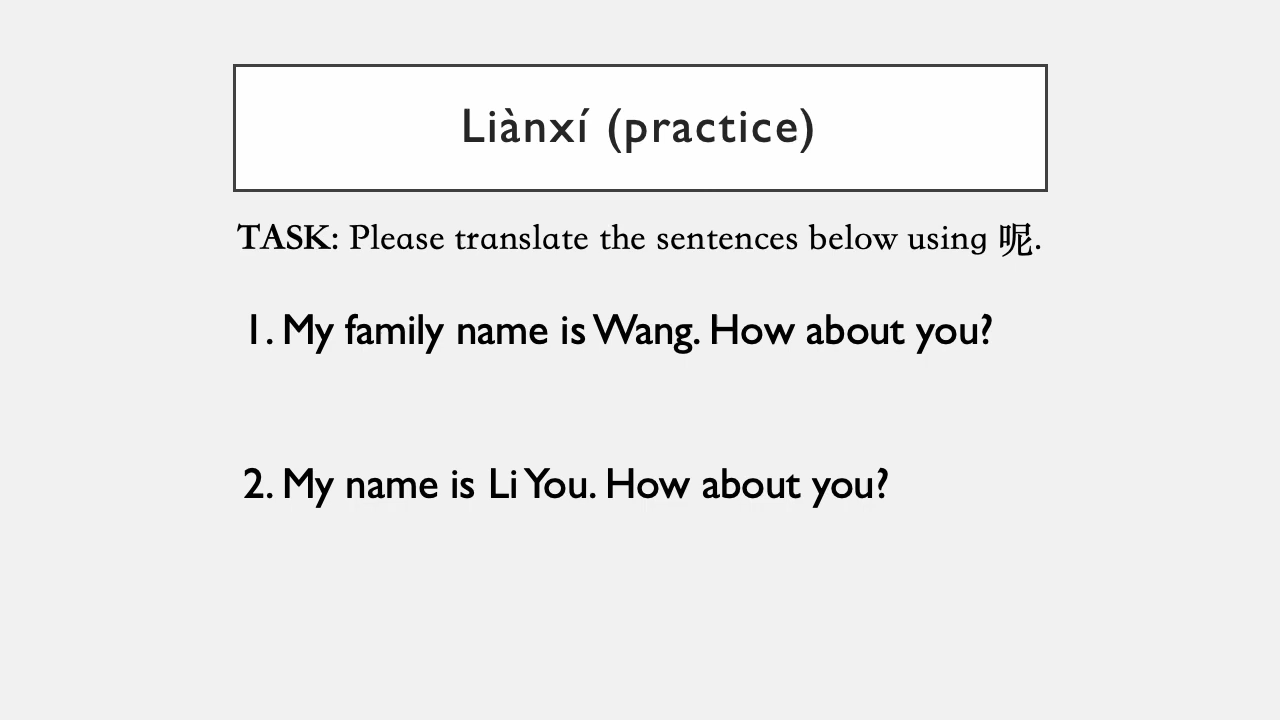 Liànxí (practice)
TASK: Please translate the sentences below using 呢.
1. My family name is Wang. How about you?
2. My name is Li You. How about you?